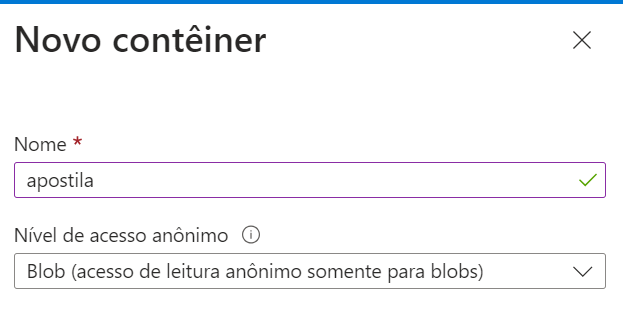 Novo contêiner
Nome *
apostila
Nível de acesso anônimo
Blob (acesso de leitura anônimo somente para blobs)